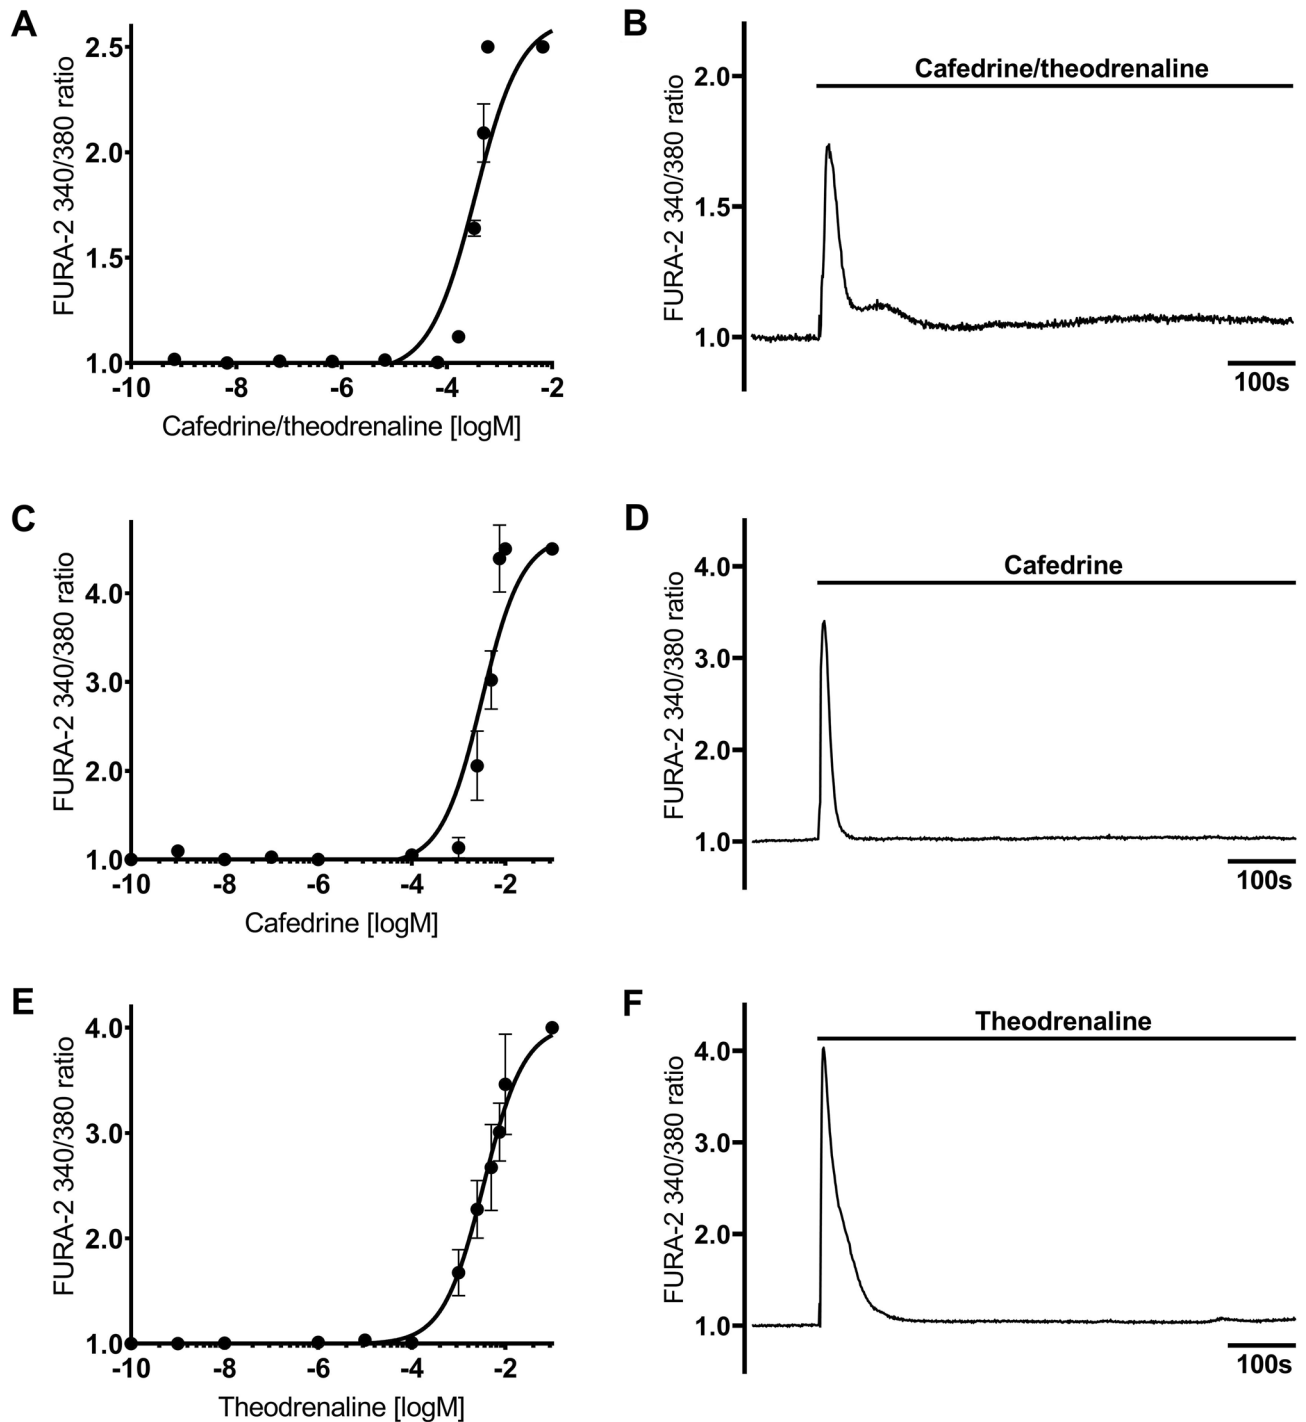 A
FURA-2 340/380 ratio
2.5
2.0
1.5
1.0
-10 -8 -6 -4 -2
Cafedrine/theodrenaline [logM]
B
FURA-2 340/380 ratio
Cafedrine/theodrenaline
2.0
1.5
1.0
100s
C
FURA-2 340/380 ratio
4.0
3.0
2.0
1.0
-10 -8 -6 -4 -2
Cafedrine [logM]
D
FURA-2 340/380 ratio
Cafedrine
4.0
3.0
2.0
1.0
100s
E
FURA-2 340/380 ratio
4.0
3.0
2.0
1.0
-10 -8 -6 -4 -2
Theodrenaline [logM]
F
FURA-2 340/380 ratio
Theodrenaline
4.0
3.0
2.0
1.0
100s